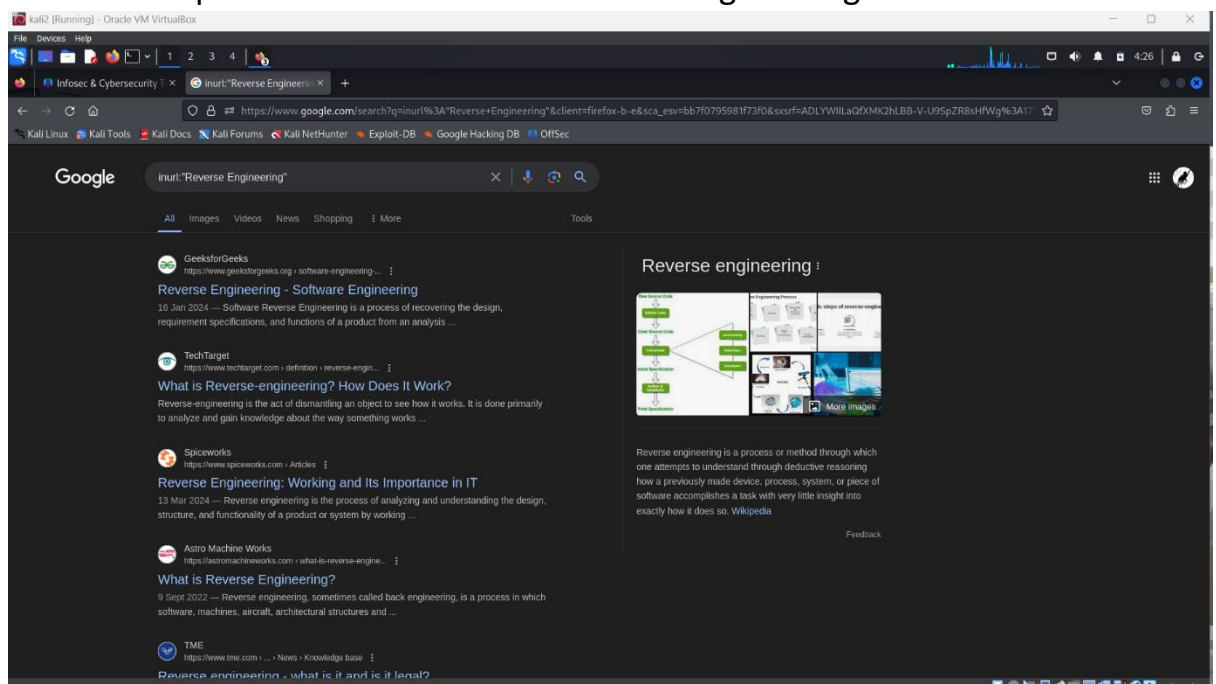 kali2 [Running] - Oracle VM VirtualBox
File Devices Help
1 2 3 4
4:26
Infosec & Cybersecurity T
inurl:"Reverse Engineerin
https://www.google.com/search?q=inurl%3A"Reverse+Engineering"&client=firefox-b-e&sca_esv=bb7f0795981f73f0&sxsrf=ADLYWIILaQfXMK2hLBB-V-U95pZR8sHfWg%3A17
Kali Linux Kali Tools Kali Docs Kali Forums Kali NetHunter Exploit-DB Google Hacking DB OffSec
Google
inurl:"Reverse Engineering"
All Images Videos News Shopping More Tools
GeeksforGeeks
https://www.geeksforgeeks.org › software-engineering-...
Reverse Engineering - Software Engineering
16 Jan 2024 — Software Reverse Engineering is a process of recovering the design,
requirement specifications, and functions of a product from an analysis ...
TechTarget
https://www.techtarget.com › definition › reverse-engin...
What is Reverse-engineering? How Does It Work?
Reverse-engineering is the act of dismantling an object to see how it works. It is done primarily
to analyze and gain knowledge about the way something works ...
Spiceworks
https://www.spiceworks.com › Articles
Reverse Engineering: Working and Its Importance in IT
13 Mar 2024 — Reverse engineering is the process of analyzing and understanding the design,
structure, and functionality of a product or system by working ...
Astro Machine Works
https://astromachineworks.com › what-is-reverse-engine...
What is Reverse Engineering?
9 Sept 2022 — Reverse engineering, sometimes called back engineering, is a process in which
software, machines, aircraft, architectural structures and ...
TME
https://www.tme.com › ... › News › Knowledge base
Reverse engineering - what is it and is it legal?
Reverse engineering
More images
Reverse engineering is a process or method through which
one attempts to understand through deductive reasoning
how a previously made device, process, system, or piece of
software accomplishes a task with very little insight into
exactly how it does so. Wikipedia
Feedback